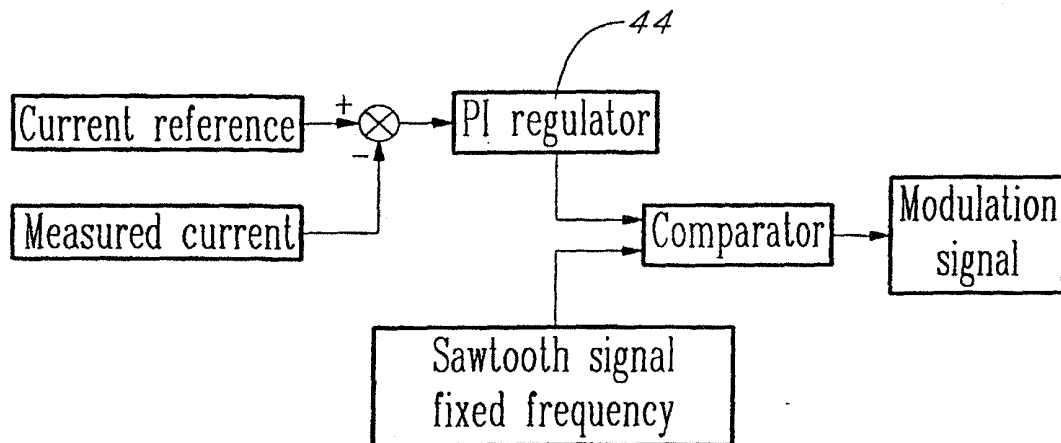 44
Current reference
+
PI regulator
−
Measured current
Comparator
Modulation
signal
Sawtooth signal
fixed frequency